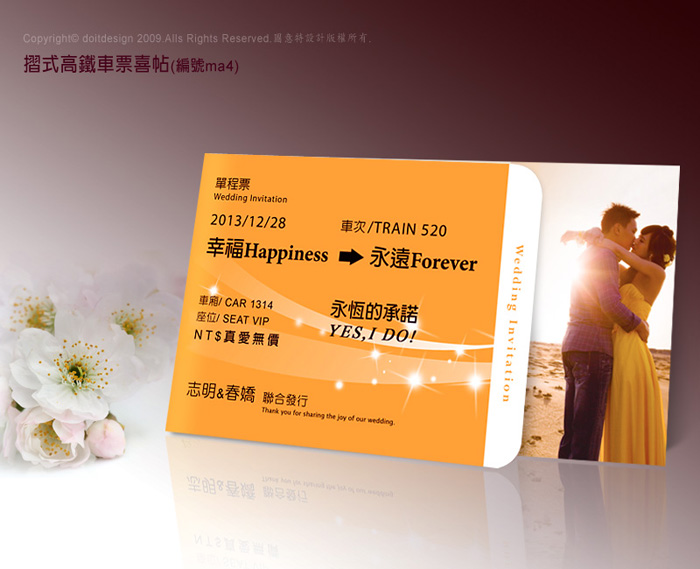 Copyright© doitdesign 2009.Alls Rights Reserved.圖意特設計版權所有.
摺式高鐵車票喜帖(編號ma4)
單程票
Wedding Invitation
2013/12/28
車次/TRAIN 520
幸福Happiness ➡ 永遠Forever
車廂/ CAR 1314
座位/ SEAT VIP
NT$真愛無價
永恆的承諾
YES,I DO!
志明&春嬌 聯合發行
Thank you for sharing the joy of our wedding.
Wedding Invitation